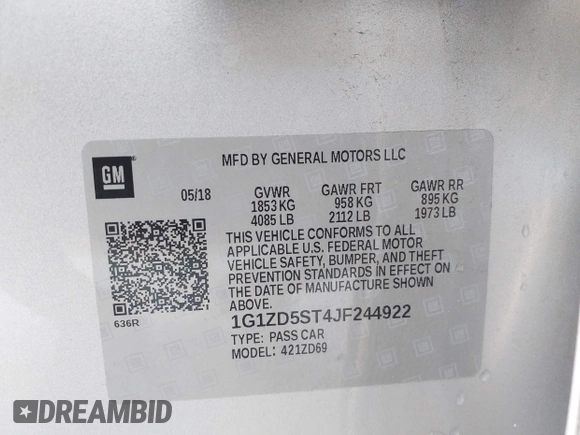 GM
MFD BY GENERAL MOTORS LLC
05/18 GVWR GAWR FRT GAWR RR
1853 KG 958 KG 895 KG
4085 LB 2112 LB 1973 LB
THIS VEHICLE CONFORMS TO ALL
APPLICABLE U.S. FEDERAL MOTOR
VEHICLE SAFETY, BUMPER, AND THEFT
PREVENTION STANDARDS IN EFFECT ON
THE DATE OF MANUFACTURE SHOWN
ABOVE.
636R
1G1ZD5ST4JF244922
TYPE: PASS CAR
MODEL: 421ZD69
DREAMBID